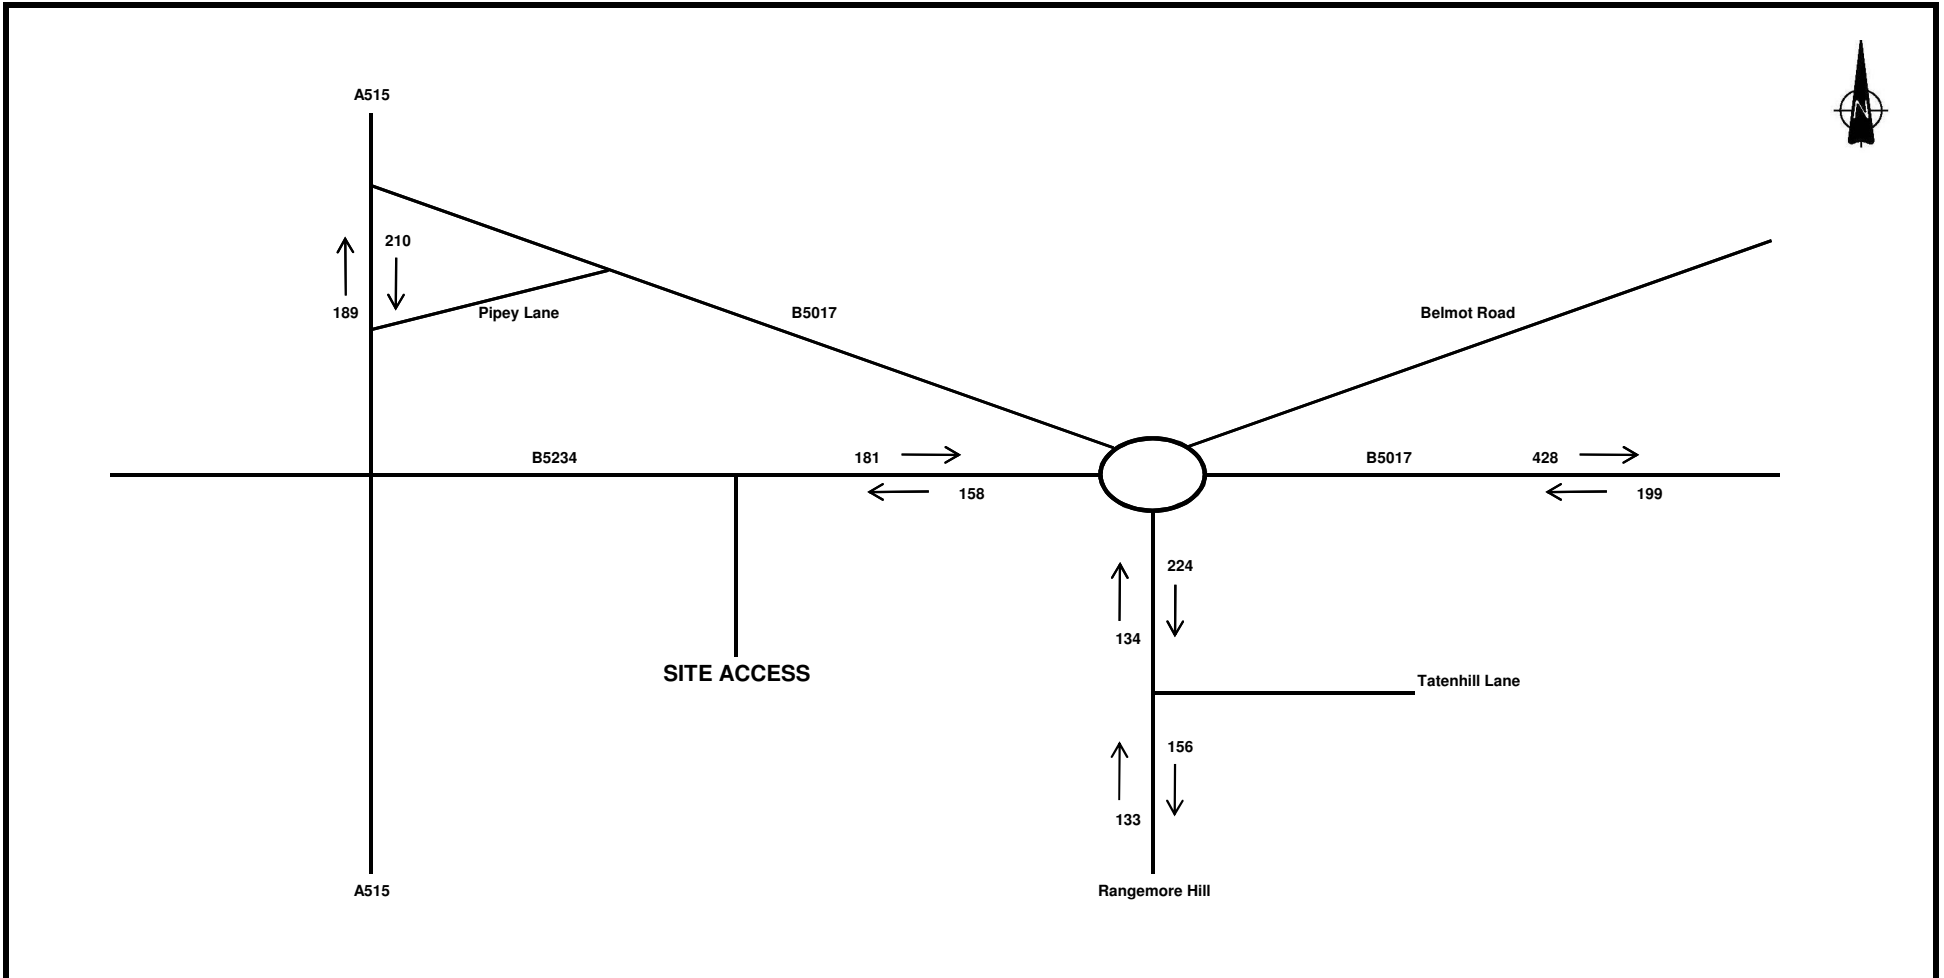 A515
210
189
Pipey Lane
B5017
Belmot Road
B5234
181
158
B5017
428
199
224
134
SITE ACCESS
Tatenhill Lane
156
133
A515
Rangemore Hill
N